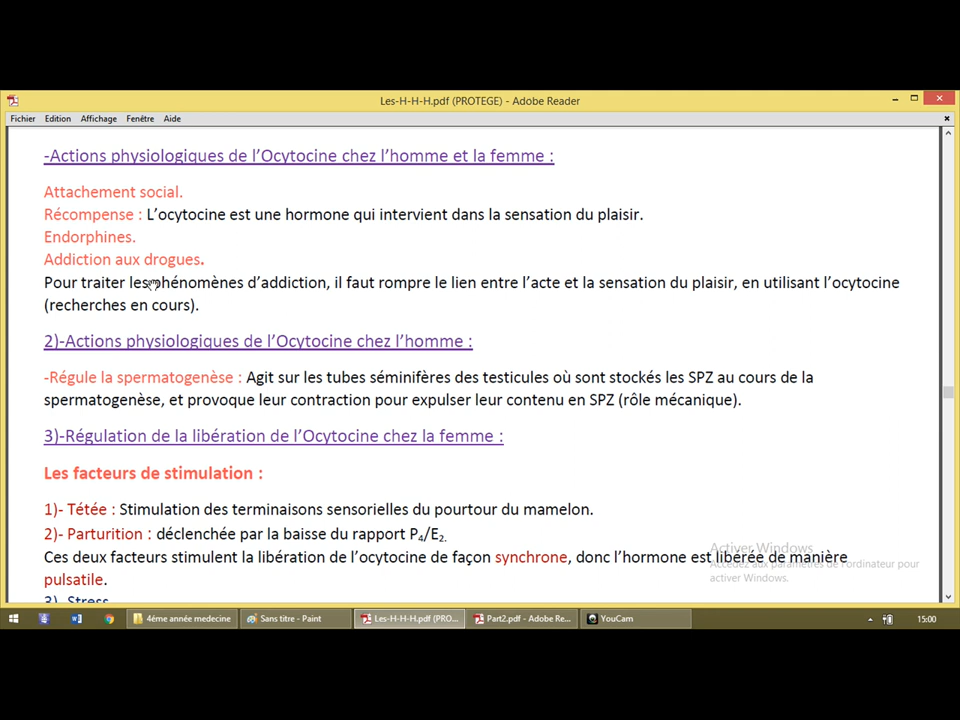 Les-H-H-H.pdf (PROTEGE) - Adobe Reader
Fichier Edition Affichage Fenêtre Aide
-Actions physiologiques de l’Ocytocine chez l’homme et la femme :
Attachement social.
Récompense : L’ocytocine est une hormone qui intervient dans la sensation du plaisir.
Endorphines.
Addiction aux drogues.
Pour traiter les phénomènes d’addiction, il faut rompre le lien entre l’acte et la sensation du plaisir, en utilisant l’ocytocine
(recherches en cours).
2)-Actions physiologiques de l’Ocytocine chez l’homme :
-Régule la spermatogenèse : Agit sur les tubes séminifères des testicules où sont stockés les SPZ au cours de la
spermatogenèse, et provoque leur contraction pour expulser leur contenu en SPZ (rôle mécanique).
3)-Régulation de la libération de l’Ocytocine chez la femme :
Les facteurs de stimulation :
1)- Tétée : Stimulation des terminaisons sensorielles du pourtour du mamelon.
2)- Parturition : déclenchée par la baisse du rapport P₄/E₂.
Ces deux facteurs stimulent la libération de l’ocytocine de façon synchrone, donc l’hormone est libérée de manière
pulsatile.
3)- Stress
Activer Windows
Accédez aux paramètres de l’ordinateur pour
activer Windows.
4éme année medecine Sans titre - Paint Les-H-H-H.pdf (PRO... Part2.pdf - Adobe Re... YouCam 15:00